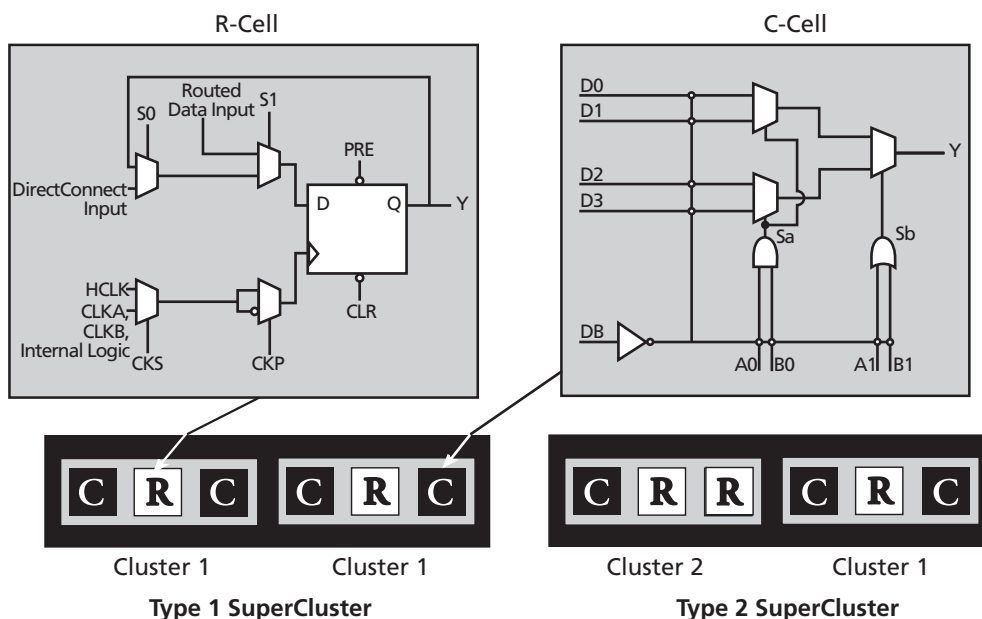 R-Cell
Routed
Data Input
S0
S1
PRE
DirectConnect
Input
D
Q
Y
HCLK
CLKA,
CLKB,
Internal Logic
CKS
CKP
CLR
C-Cell
D0
D1
D2
D3
Sa
Sb
Y
DB
A0
B0
A1
B1
C R C
C R C
C R R
C R C
Cluster 1
Cluster 1
Cluster 2
Cluster 1
Type 1 SuperCluster
Type 2 SuperCluster